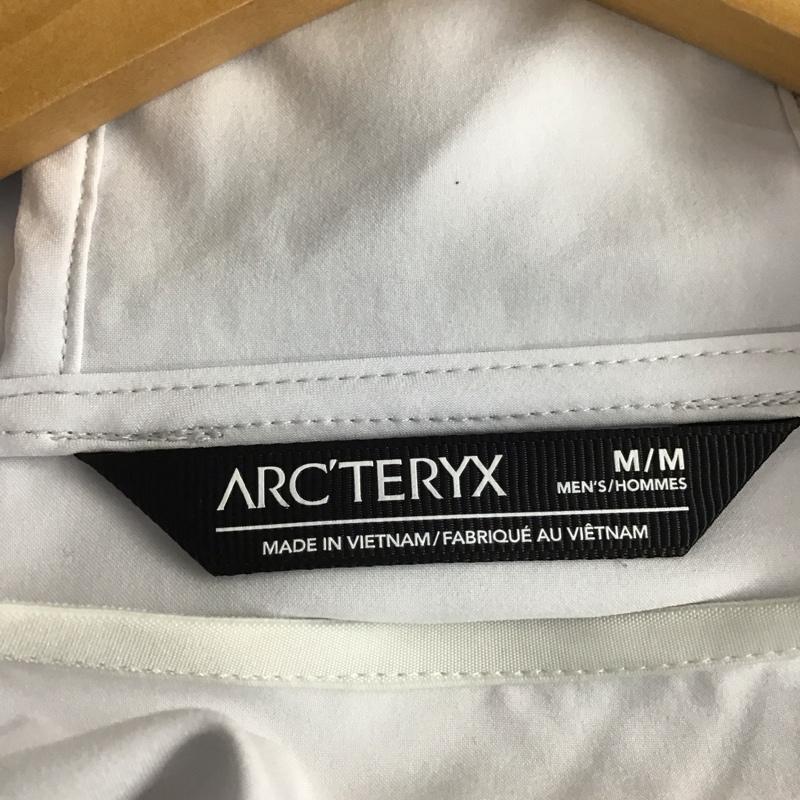 ARC'TERYX
M/M
MEN'S/HOMMES
MADE IN VIETNAM/FABRIQUÉ AU VIÊTNAM